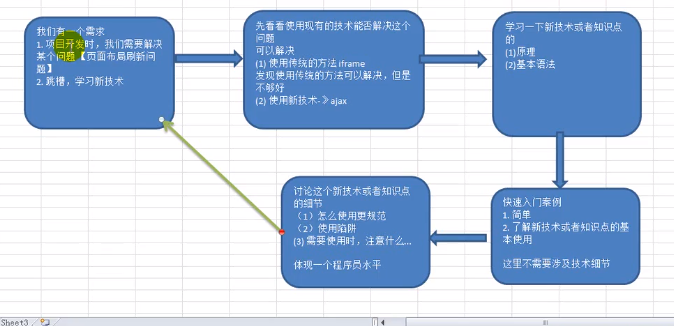 我们有一个需求
1. 项目开发时，我们需要解决
某个问题【页面布局刷新问
题】
2. 跳槽，学习新技术
先看看使用现有的技术能否解决这个
问题
可以解决
(1) 使用传统的方法 iframe
发现使用传统的方法可以解决，但是
不够好
(2) 使用新技术-》ajax
学习一下新技术或者知识点
的
(1)原理
(2)基本语法
快速入门案例
1. 简单
2. 了解新技术或者知识点的基
本使用
这里不需要涉及技术细节
讨论这个新技术或者知识点
的细节
（1）怎么使用更规范
（2）使用陷阱
(3) 需要使用时，注意什么...
体现一个程序员水平
Sheet3